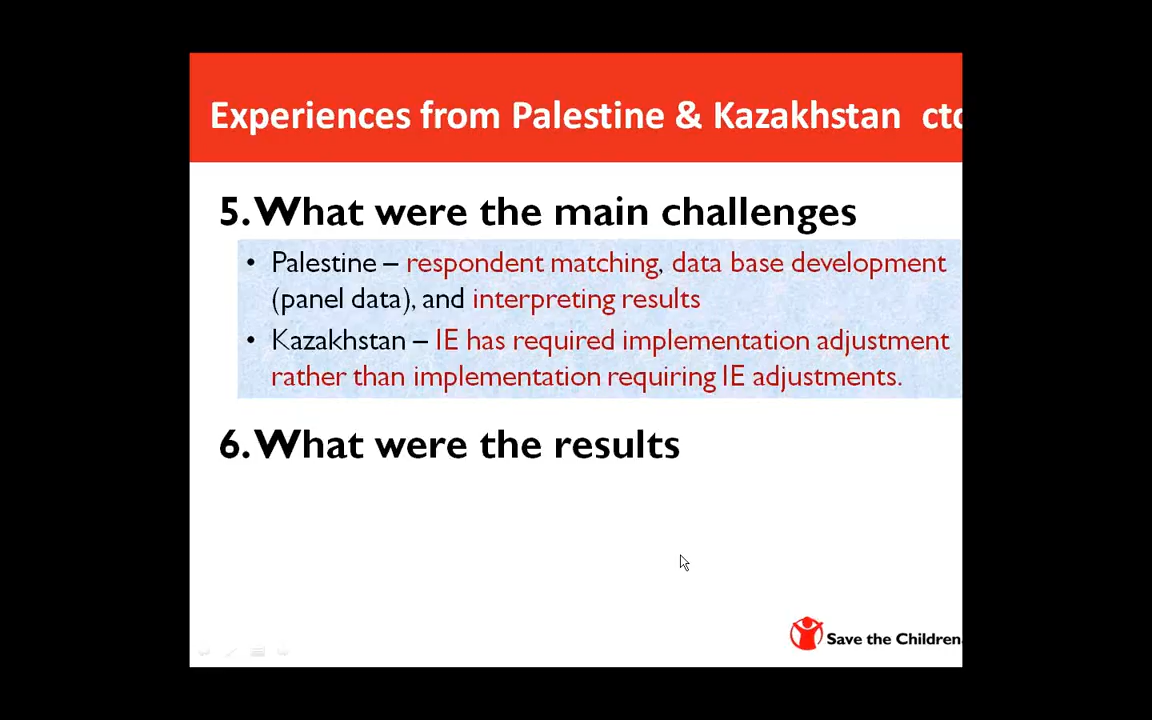 Experiences from Palestine & Kazakhstan
5. What were the main challenges
• Palestine – respondent matching, data base development
(panel data), and interpreting results
• Kazakhstan – IE has required implementation adjustment
rather than implementation requiring IE adjustments.
6. What were the results
Save the Children